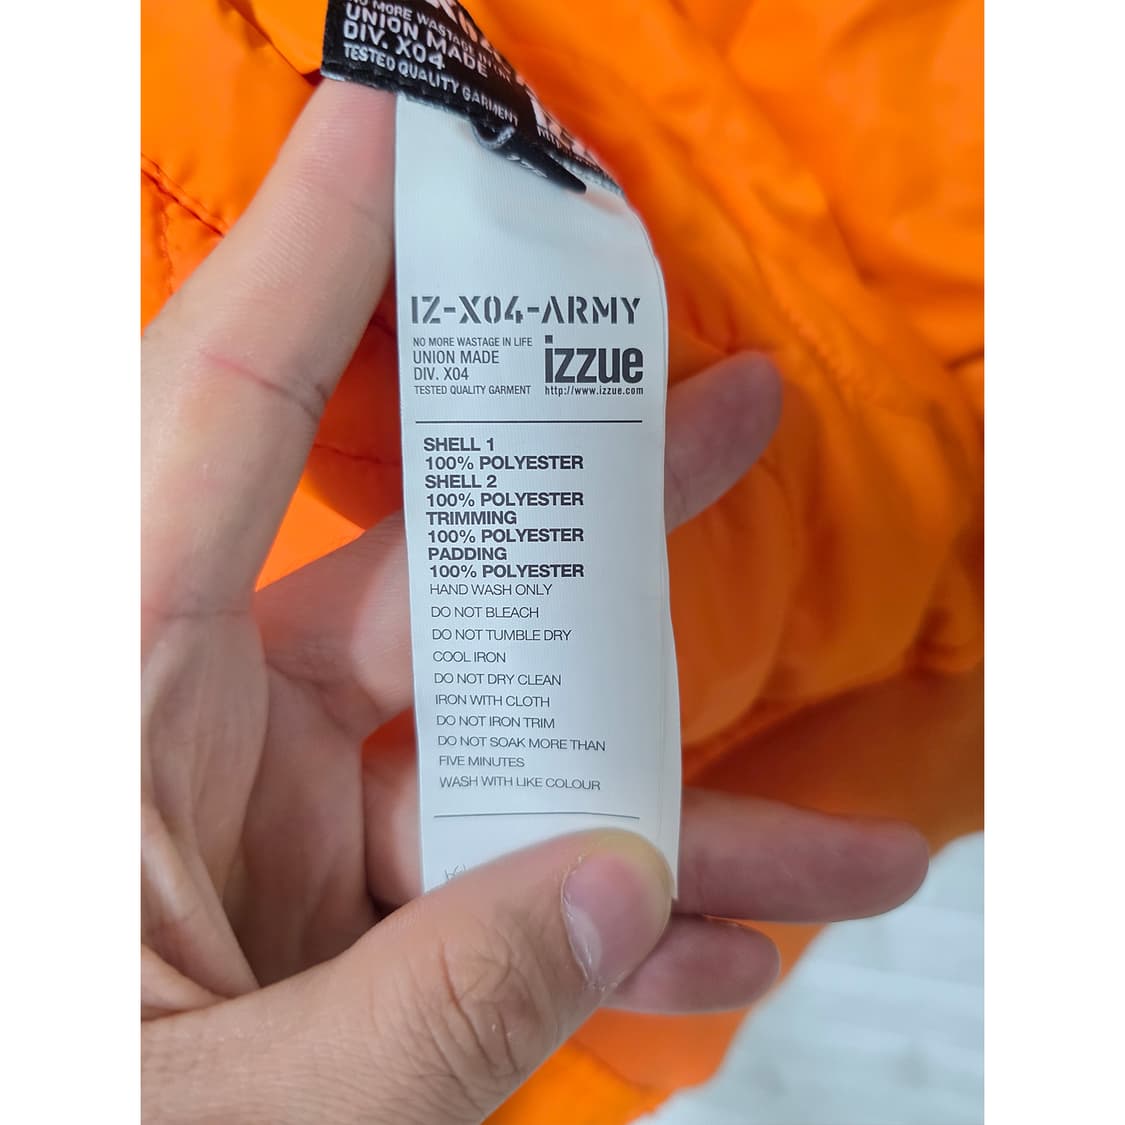 NO MORE WASTAGE
UNION MADE
DIV. X04
TESTED QUALITY GARMENT
IZ-X04-ARMY
NO MORE WASTAGE IN LIFE
UNION MADE
DIV. X04
TESTED QUALITY GARMENT
izzue
http://www.izzue.com
SHELL 1
100% POLYESTER
SHELL 2
100% POLYESTER
TRIMMING
100% POLYESTER
PADDING
100% POLYESTER
HAND WASH ONLY
DO NOT BLEACH
DO NOT TUMBLE DRY
COOL IRON
DO NOT DRY CLEAN
IRON WITH CLOTH
DO NOT IRON TRIM
DO NOT SOAK MORE THAN
FIVE MINUTES
WASH WITH LIKE COLOUR